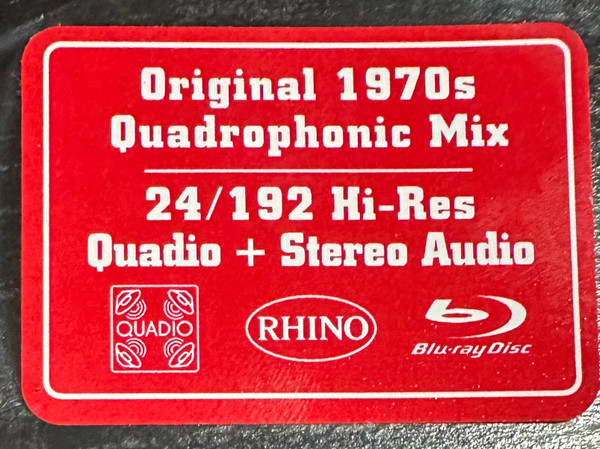 Original 1970s
Quadrophonic Mix
24/192 Hi-Res
Quadio + Stereo Audio
QUADIO
RHINO
Blu-ray Disc